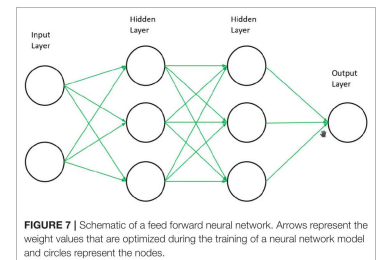 Input
Layer
Hidden
Layer
Hidden
Layer
Output
Layer
FIGURE 7 | Schematic of a feed forward neural network. Arrows represent the
weight values that are optimized during the training of a neural network model
and circles represent the nodes.